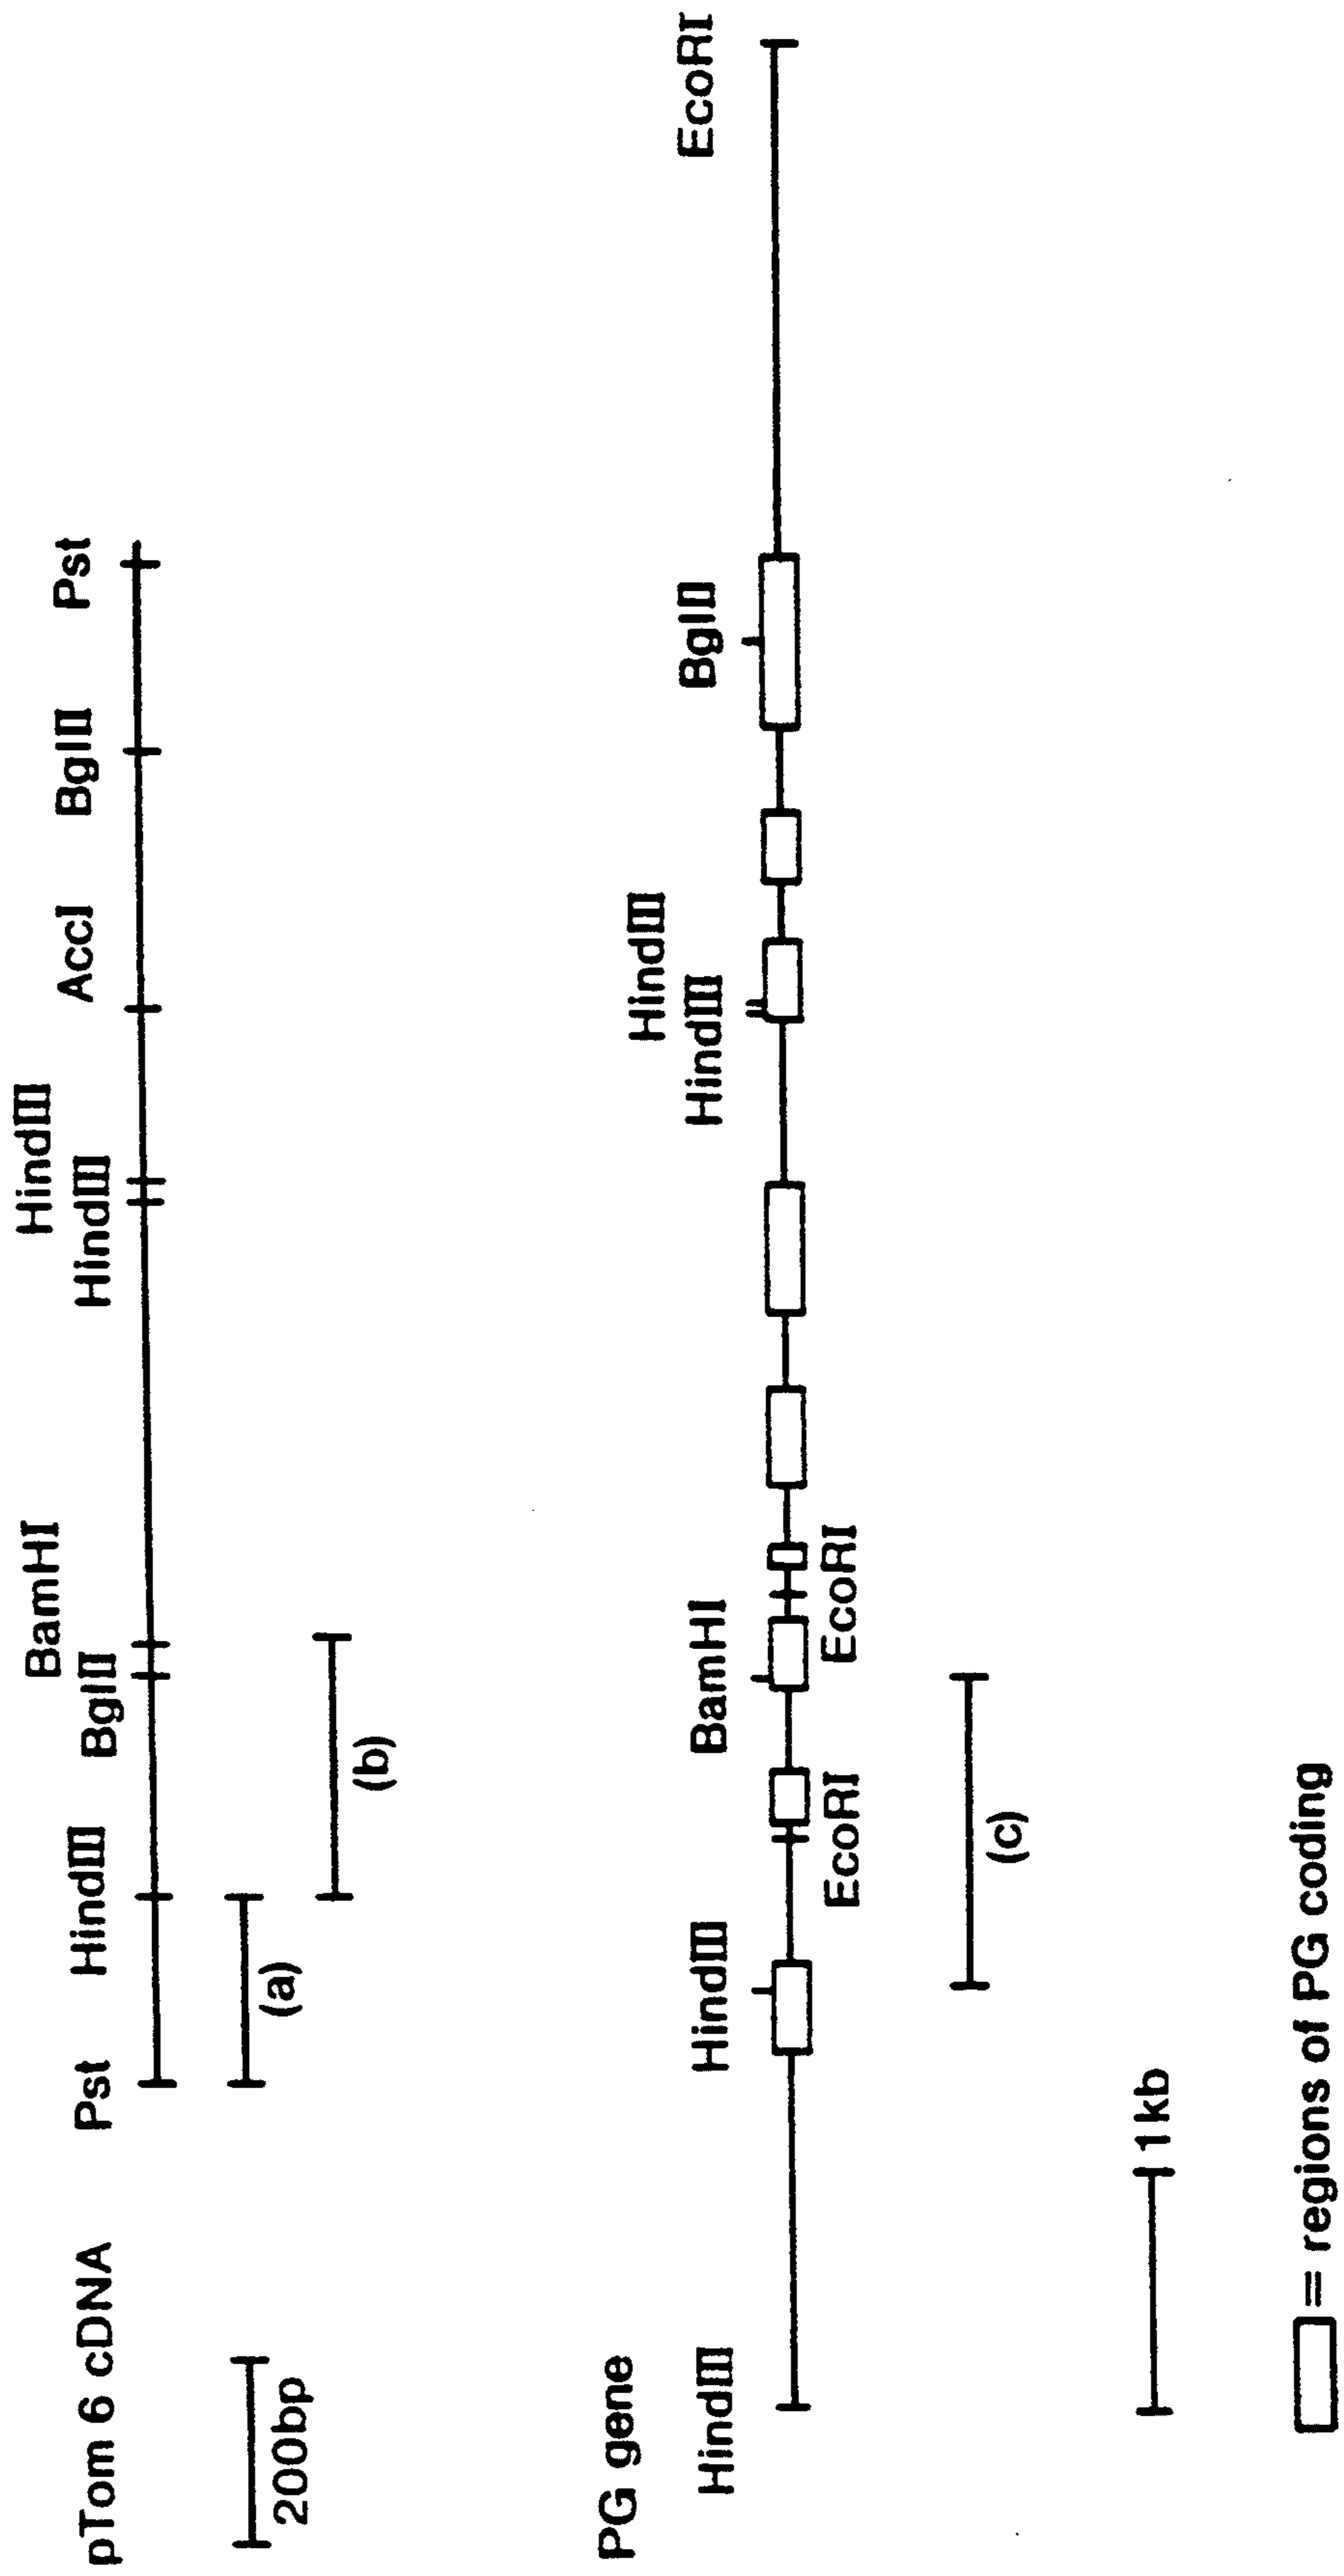 pTom 6 cDNA
Pst
HindIII
BglII
BamHI
HindIII
HindIII
AccI
BglII
Pst
200bp
(a)
(b)
PG gene
HindIII
HindIII
EcoRI
BamHI
EcoRI
HindIII
HindIII
BglII
EcoRI
(c)
1kb
= regions of PG coding